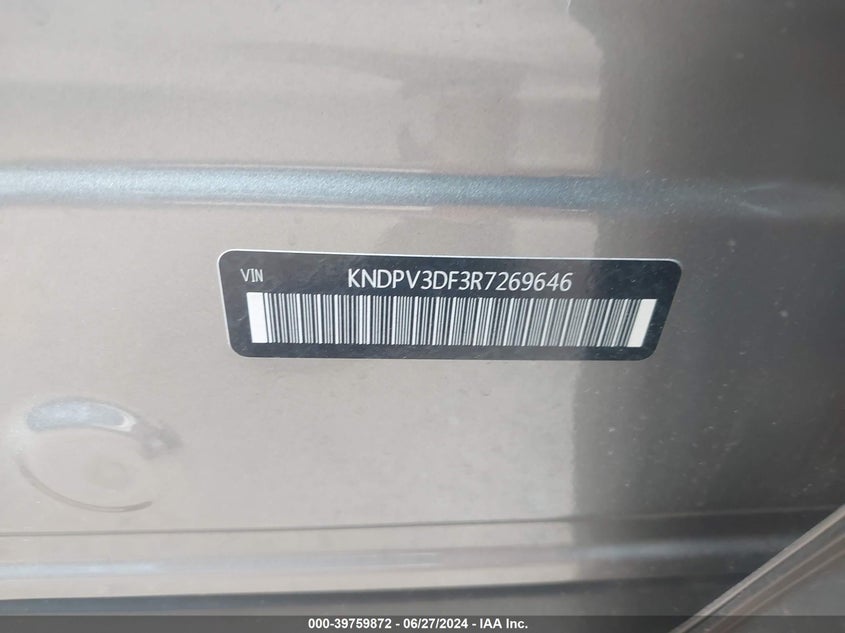 VIN KNDPV3DF3R7269646
000-39759872 | 06/27/2024 - IAA Inc.